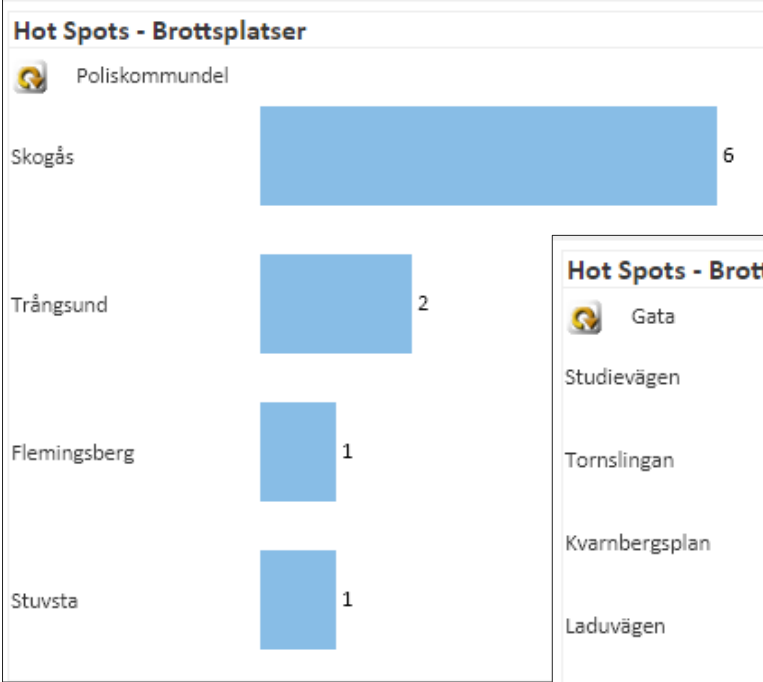 Hot Spots - Brottsplatser
Poliskommundel
Skogås
6
Trångsund
2
Flemingsberg
1
Stuvsta
1
Hot Spots - Brot
Gata
Studievägen
Tornslingan
Kvarnbergsplan
Laduvägen